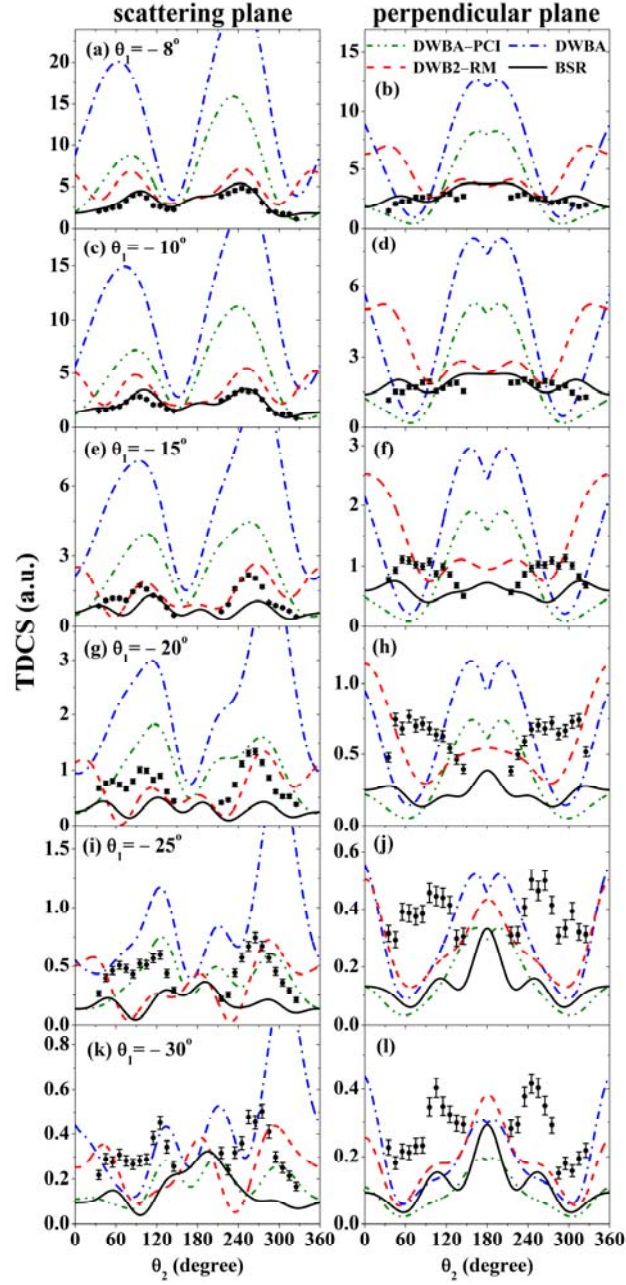 scattering plane
perpendicular plane
(a) θ₁= − 8°
DWBA−PCI
DWBA
DWB2−RM
BSR
(b)
20
15
10
5
0
15
10
5
0
(c) θ₁= − 10°
(d)
15
10
5
0
6
3
0
(e) θ₁= − 15°
(f)
6
3
0
3
2
1
0
TDCS (a.u.)
(g) θ₁= − 20°
(h)
3
2
1
0
1.0
0.5
0.0
(i) θ₁= − 25°
(j)
1.5
1.0
0.5
0.0
0.6
0.4
0.2
0.0
(k) θ₁= − 30°
(l)
0.8
0.6
0.4
0.2
0.0
0.4
0.2
0.0
0 60 120 180 240 300 360
0 60 120 180 240 300 360
θ₂ (degree)
θ₂ (degree)